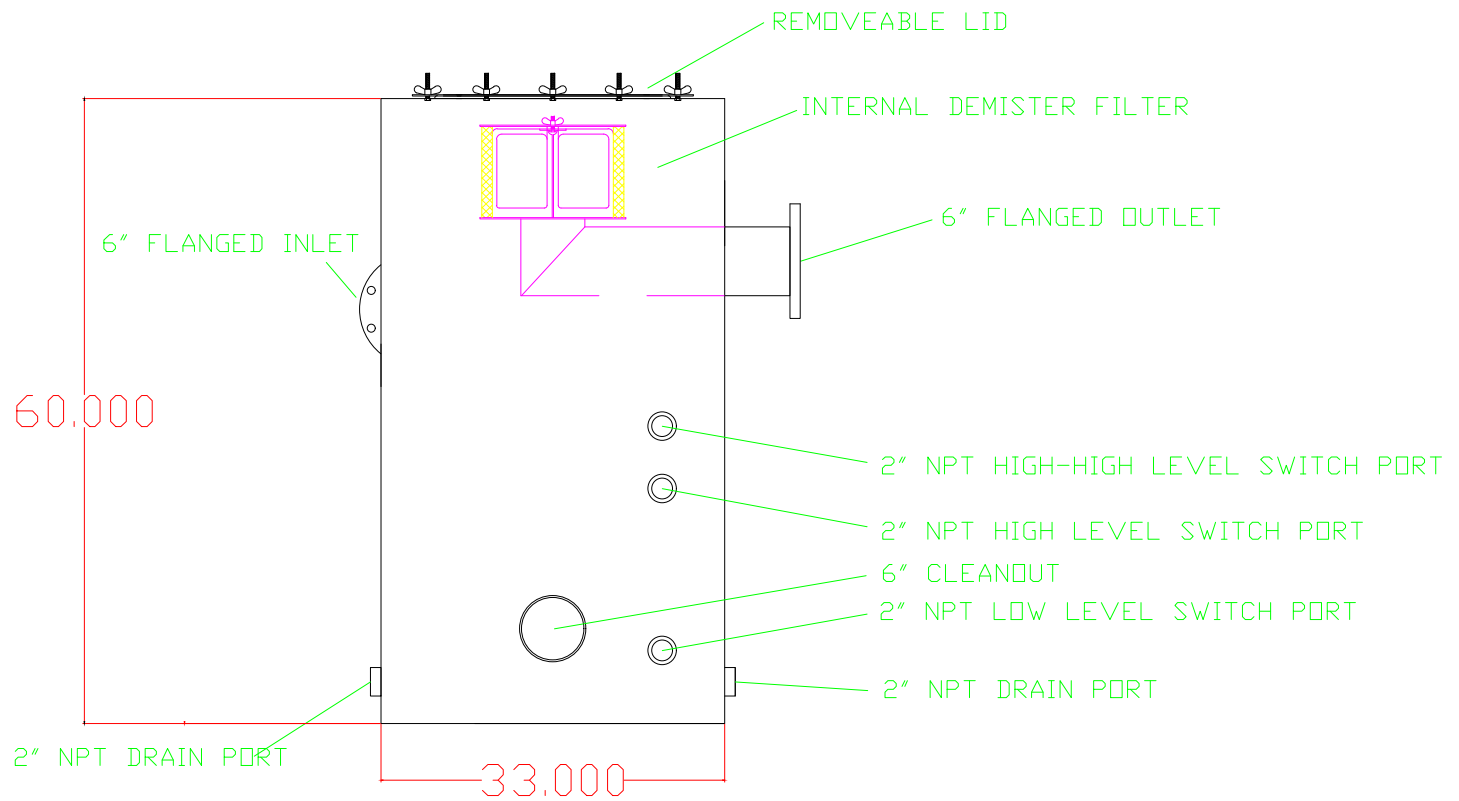 REMOVEABLE LID
INTERNAL DEMISTER FILTER
6" FLANGED OUTLET
6" FLANGED INLET
60.000
2" NPT HIGH-HIGH LEVEL SWITCH PORT
2" NPT HIGH LEVEL SWITCH PORT
6" CLEANOUT
2" NPT LOW LEVEL SWITCH PORT
2" NPT DRAIN PORT
2" NPT DRAIN PORT
33.000